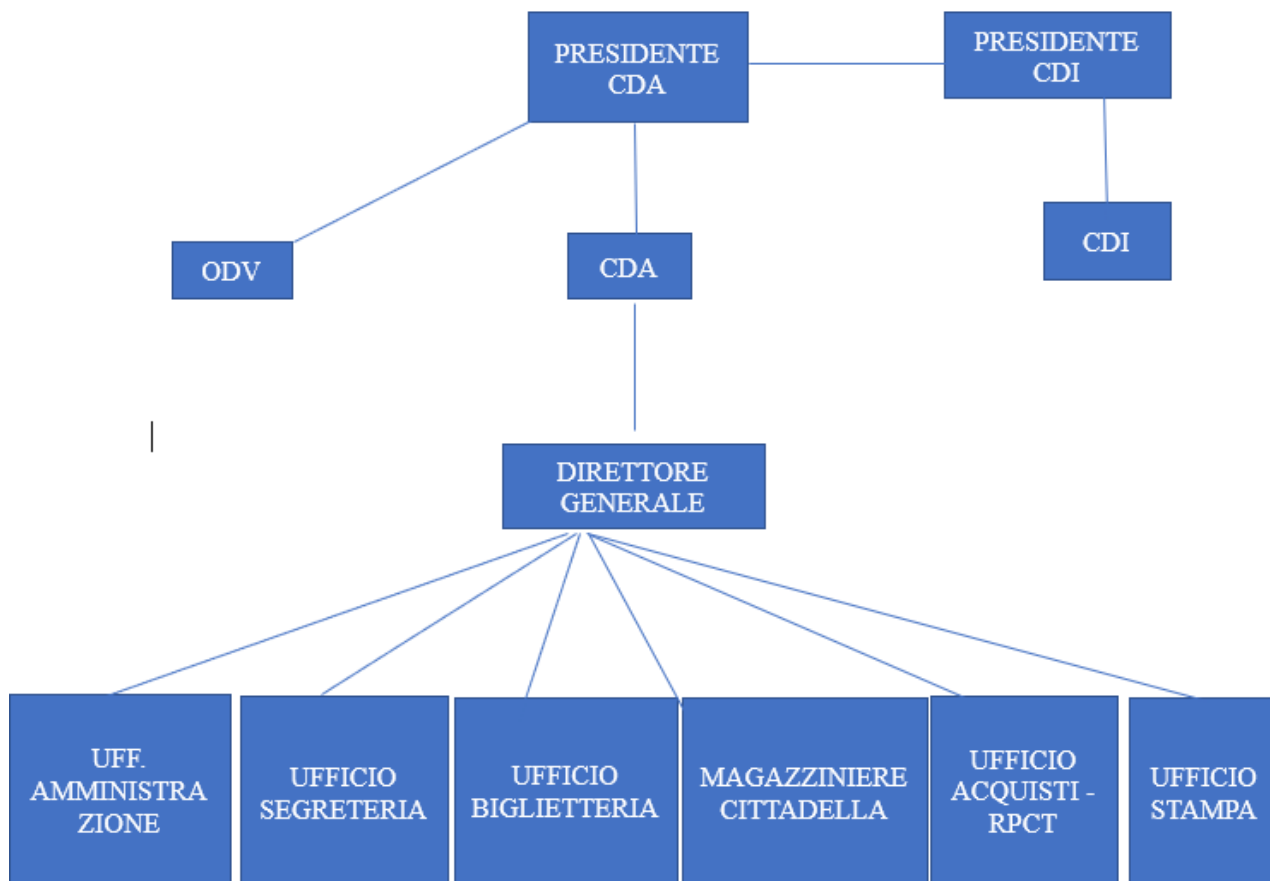 PRESIDENTE
CDA
PRESIDENTE
CDI
ODV
CDA
CDI
DIRETTORE
GENERALE
UFF.
AMMINISTRA
ZIONE
UFFICIO
SEGRETERIA
UFFICIO
BIGLIETTERIA
MAGAZZINIERE
CITTADELLA
UFFICIO
ACQUISTI -
RPCT
UFFICIO
STAMPA